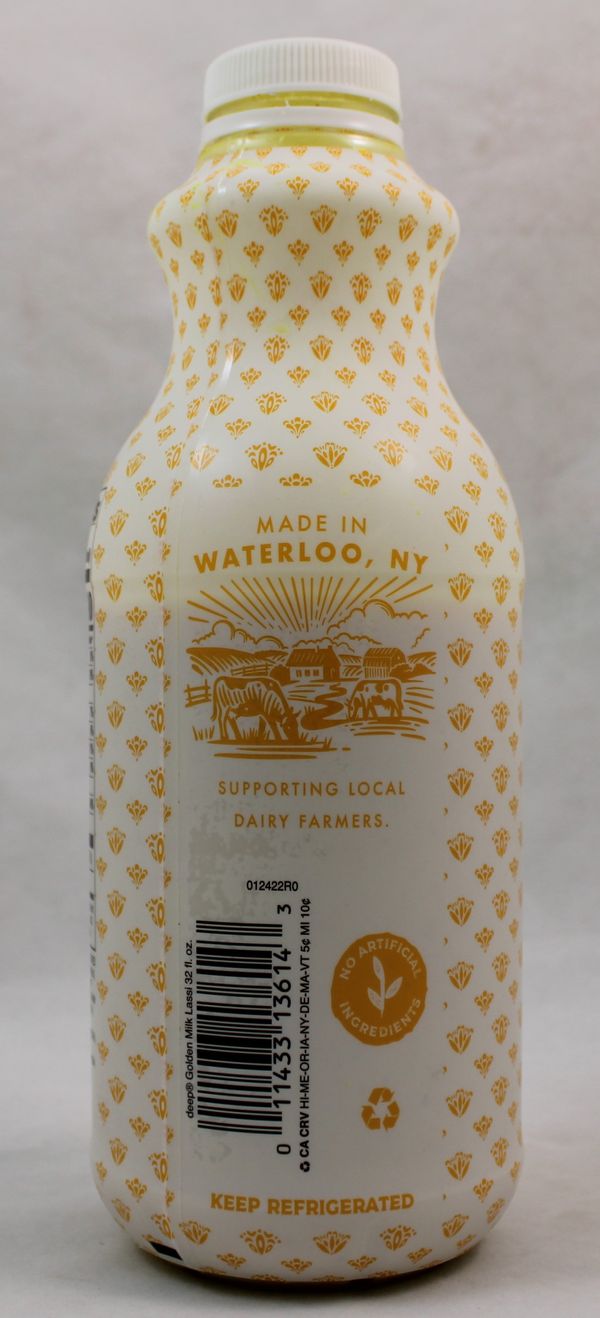 MADE IN
WATERLOO, NY
SUPPORTING LOCAL
DAIRY FARMERS.
012422R0
deep® Golden Milk Lassi 32 fl. oz.
0 11433 13614 3
♻ CA CRV HI-ME-OR-IA-NY-DE-MA-VT 5¢ MI 10¢
NO ARTIFICIAL
INGREDIENTS
KEEP REFRIGERATED